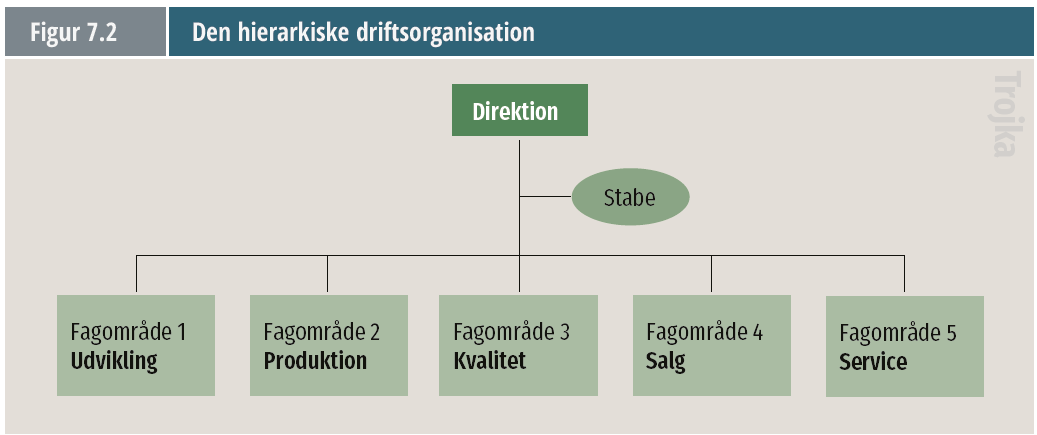 Figur 7.2
Den hierarkiske driftsorganisation
Trojka
Direktion
Stabe
Fagområde 1
Udvikling
Fagområde 2
Produktion
Fagområde 3
Kvalitet
Fagområde 4
Salg
Fagområde 5
Service